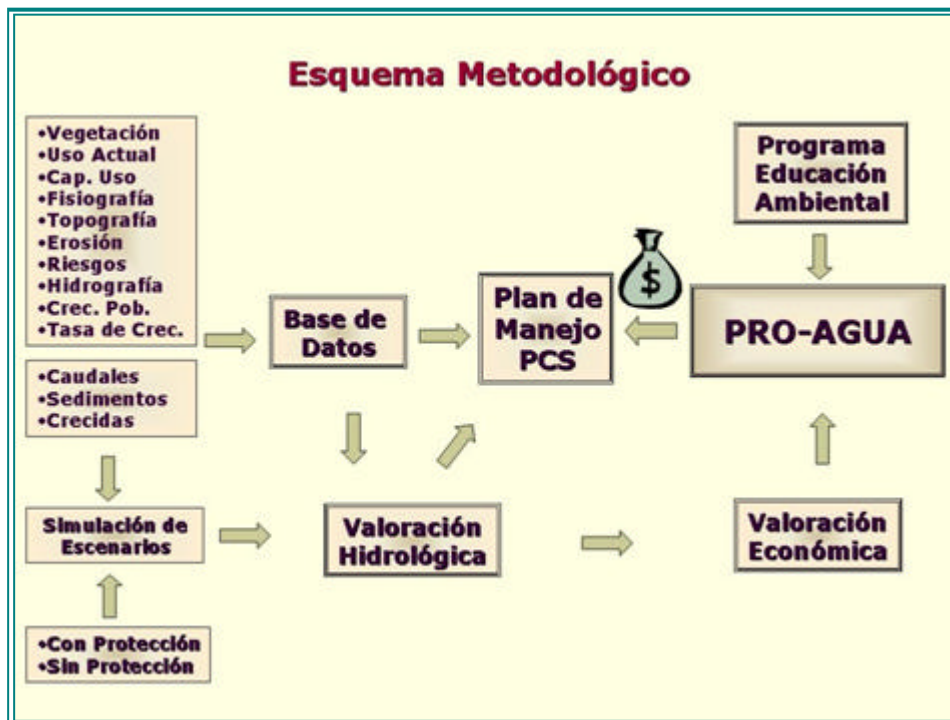 Esquema Metodológico
•Vegetación
•Uso Actual
•Cap. Uso
•Fisiografía
•Topografía
•Erosión
•Riesgos
•Hidrografía
•Crec. Pob.
•Tasa de Crec.
•Caudales
•Sedimentos
•Crecidas
Simulación de
Escenarios
•Con Protección
•Sin Protección
Base de
Datos
Valoración
Hidrológica
Plan de
Manejo
PCS
$
Programa
Educación
Ambiental
PRO-AGUA
Valoración
Económica